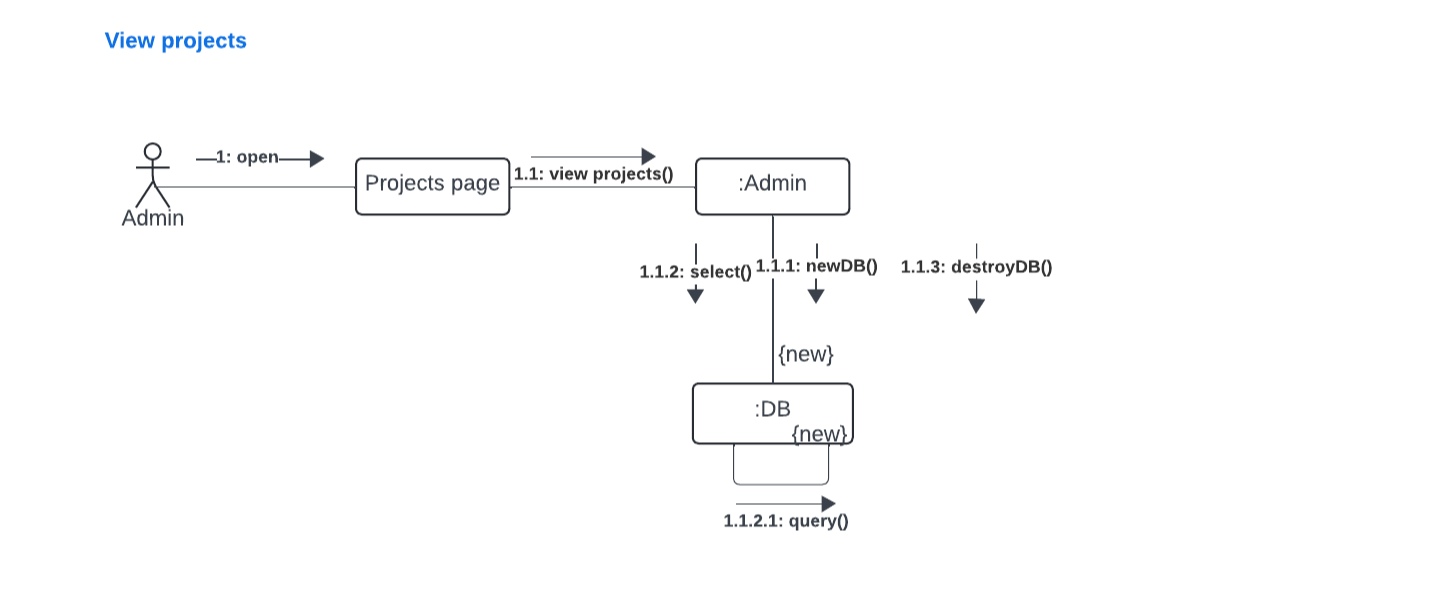 View projects
1: open
1.1: view projects()
Projects page
:Admin
Admin
1.1.2: select()
1.1.1: newDB()
1.1.3: destroyDB()
{new}
:DB
{new}
1.1.2.1: query()